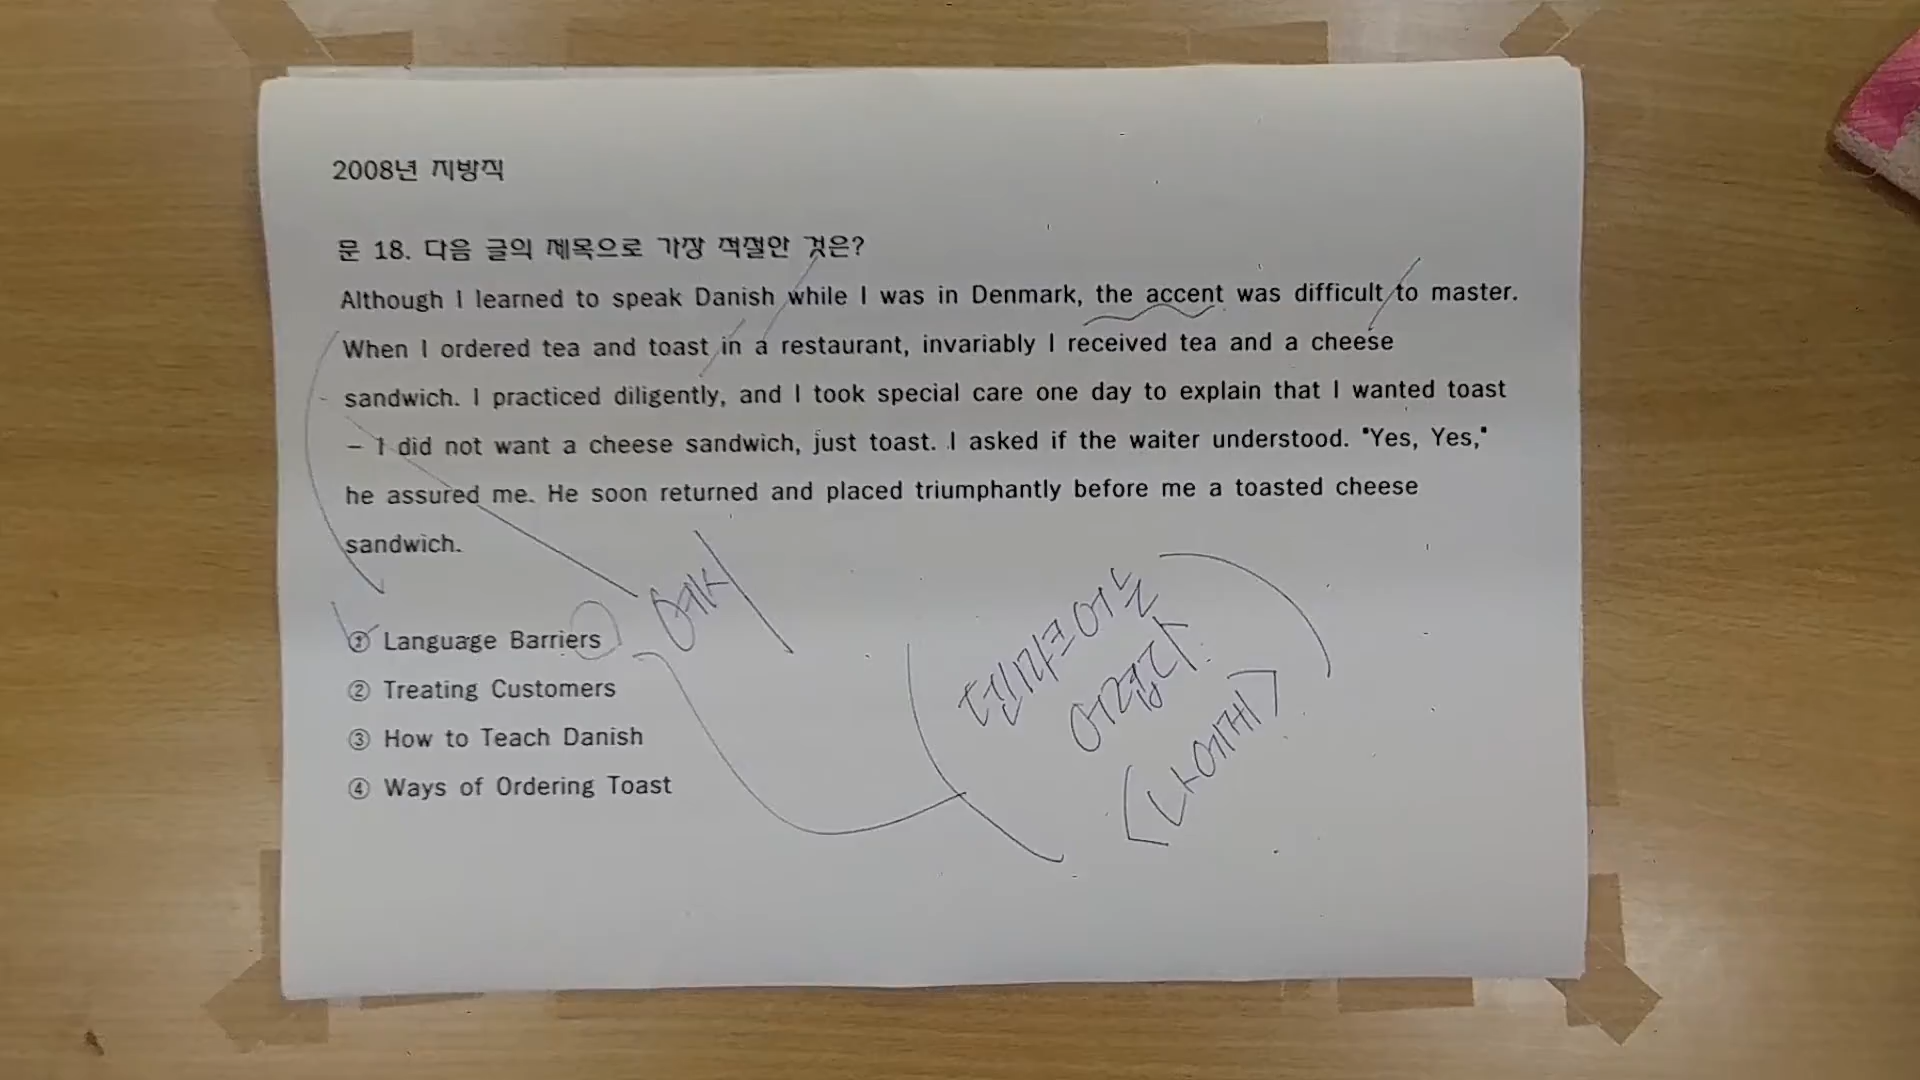 2008년 지방직
문 18. 다음 글의 제목으로 가장 적절한 것은?
Although I learned to speak Danish while I was in Denmark, the accent was difficult to master.
When I ordered tea and toast in a restaurant, invariably I received tea and a cheese
sandwich. I practiced diligently, and I took special care one day to explain that I wanted toast
– I did not want a cheese sandwich, just toast. I asked if the waiter understood. "Yes, Yes,"
he assured me. He soon returned and placed triumphantly before me a toasted cheese
sandwich.
① Language Barriers
② Treating Customers
③ How to Teach Danish
④ Ways of Ordering Toast
예시
덴마크어는
어렵다.
<나에게>